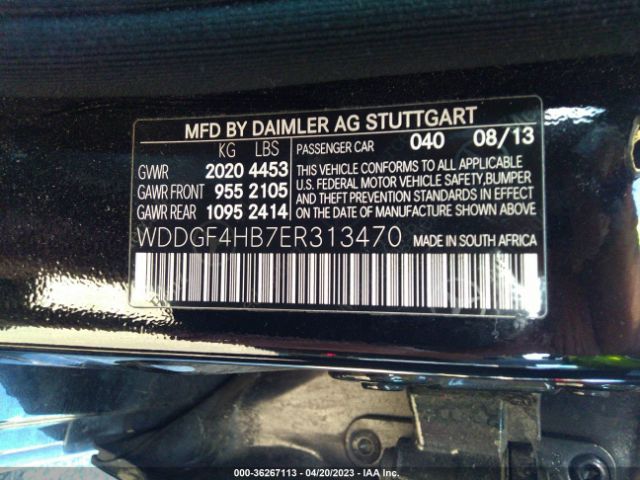 MFD BY DAIMLER AG STUTTGART
KG LBS
GVWR 2020 4453
GAWR FRONT 955 2105
GAWR REAR 1095 2414
PASSENGER CAR 040 08/13
THIS VEHICLE CONFORMS TO ALL APPLICABLE
U.S. FEDERAL MOTOR VEHICLE SAFETY,BUMPER
AND THEFT PREVENTION STANDARDS IN EFFECT
ON THE DATE OF MANUFACTURE SHOWN ABOVE.
WDDGF4HB7ER313470 MADE IN SOUTH AFRICA
000-36267113 - 04/20/2023 - IAA Inc.